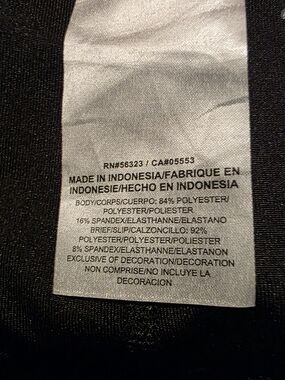 RN#56323 / CA#05553
MADE IN INDONESIA/FABRIQUE EN
INDONESIE/HECHO EN INDONESIA
BODY/CORPS/CUERPO: 84% POLYESTER/
POLYESTER/POLIESTER
16% SPANDEX/ELASTHANNE/ELASTANO
BRIEF/SLIP/CALZONCILLO: 92%
POLYESTER/POLYESTER/POLIESTER
8% SPANDEX/ELASTHANNE/ELASTANON
EXCLUSIVE OF DECORATION/DECORATION
NON COMPRISE/NO INCLUYE LA
DECORACION